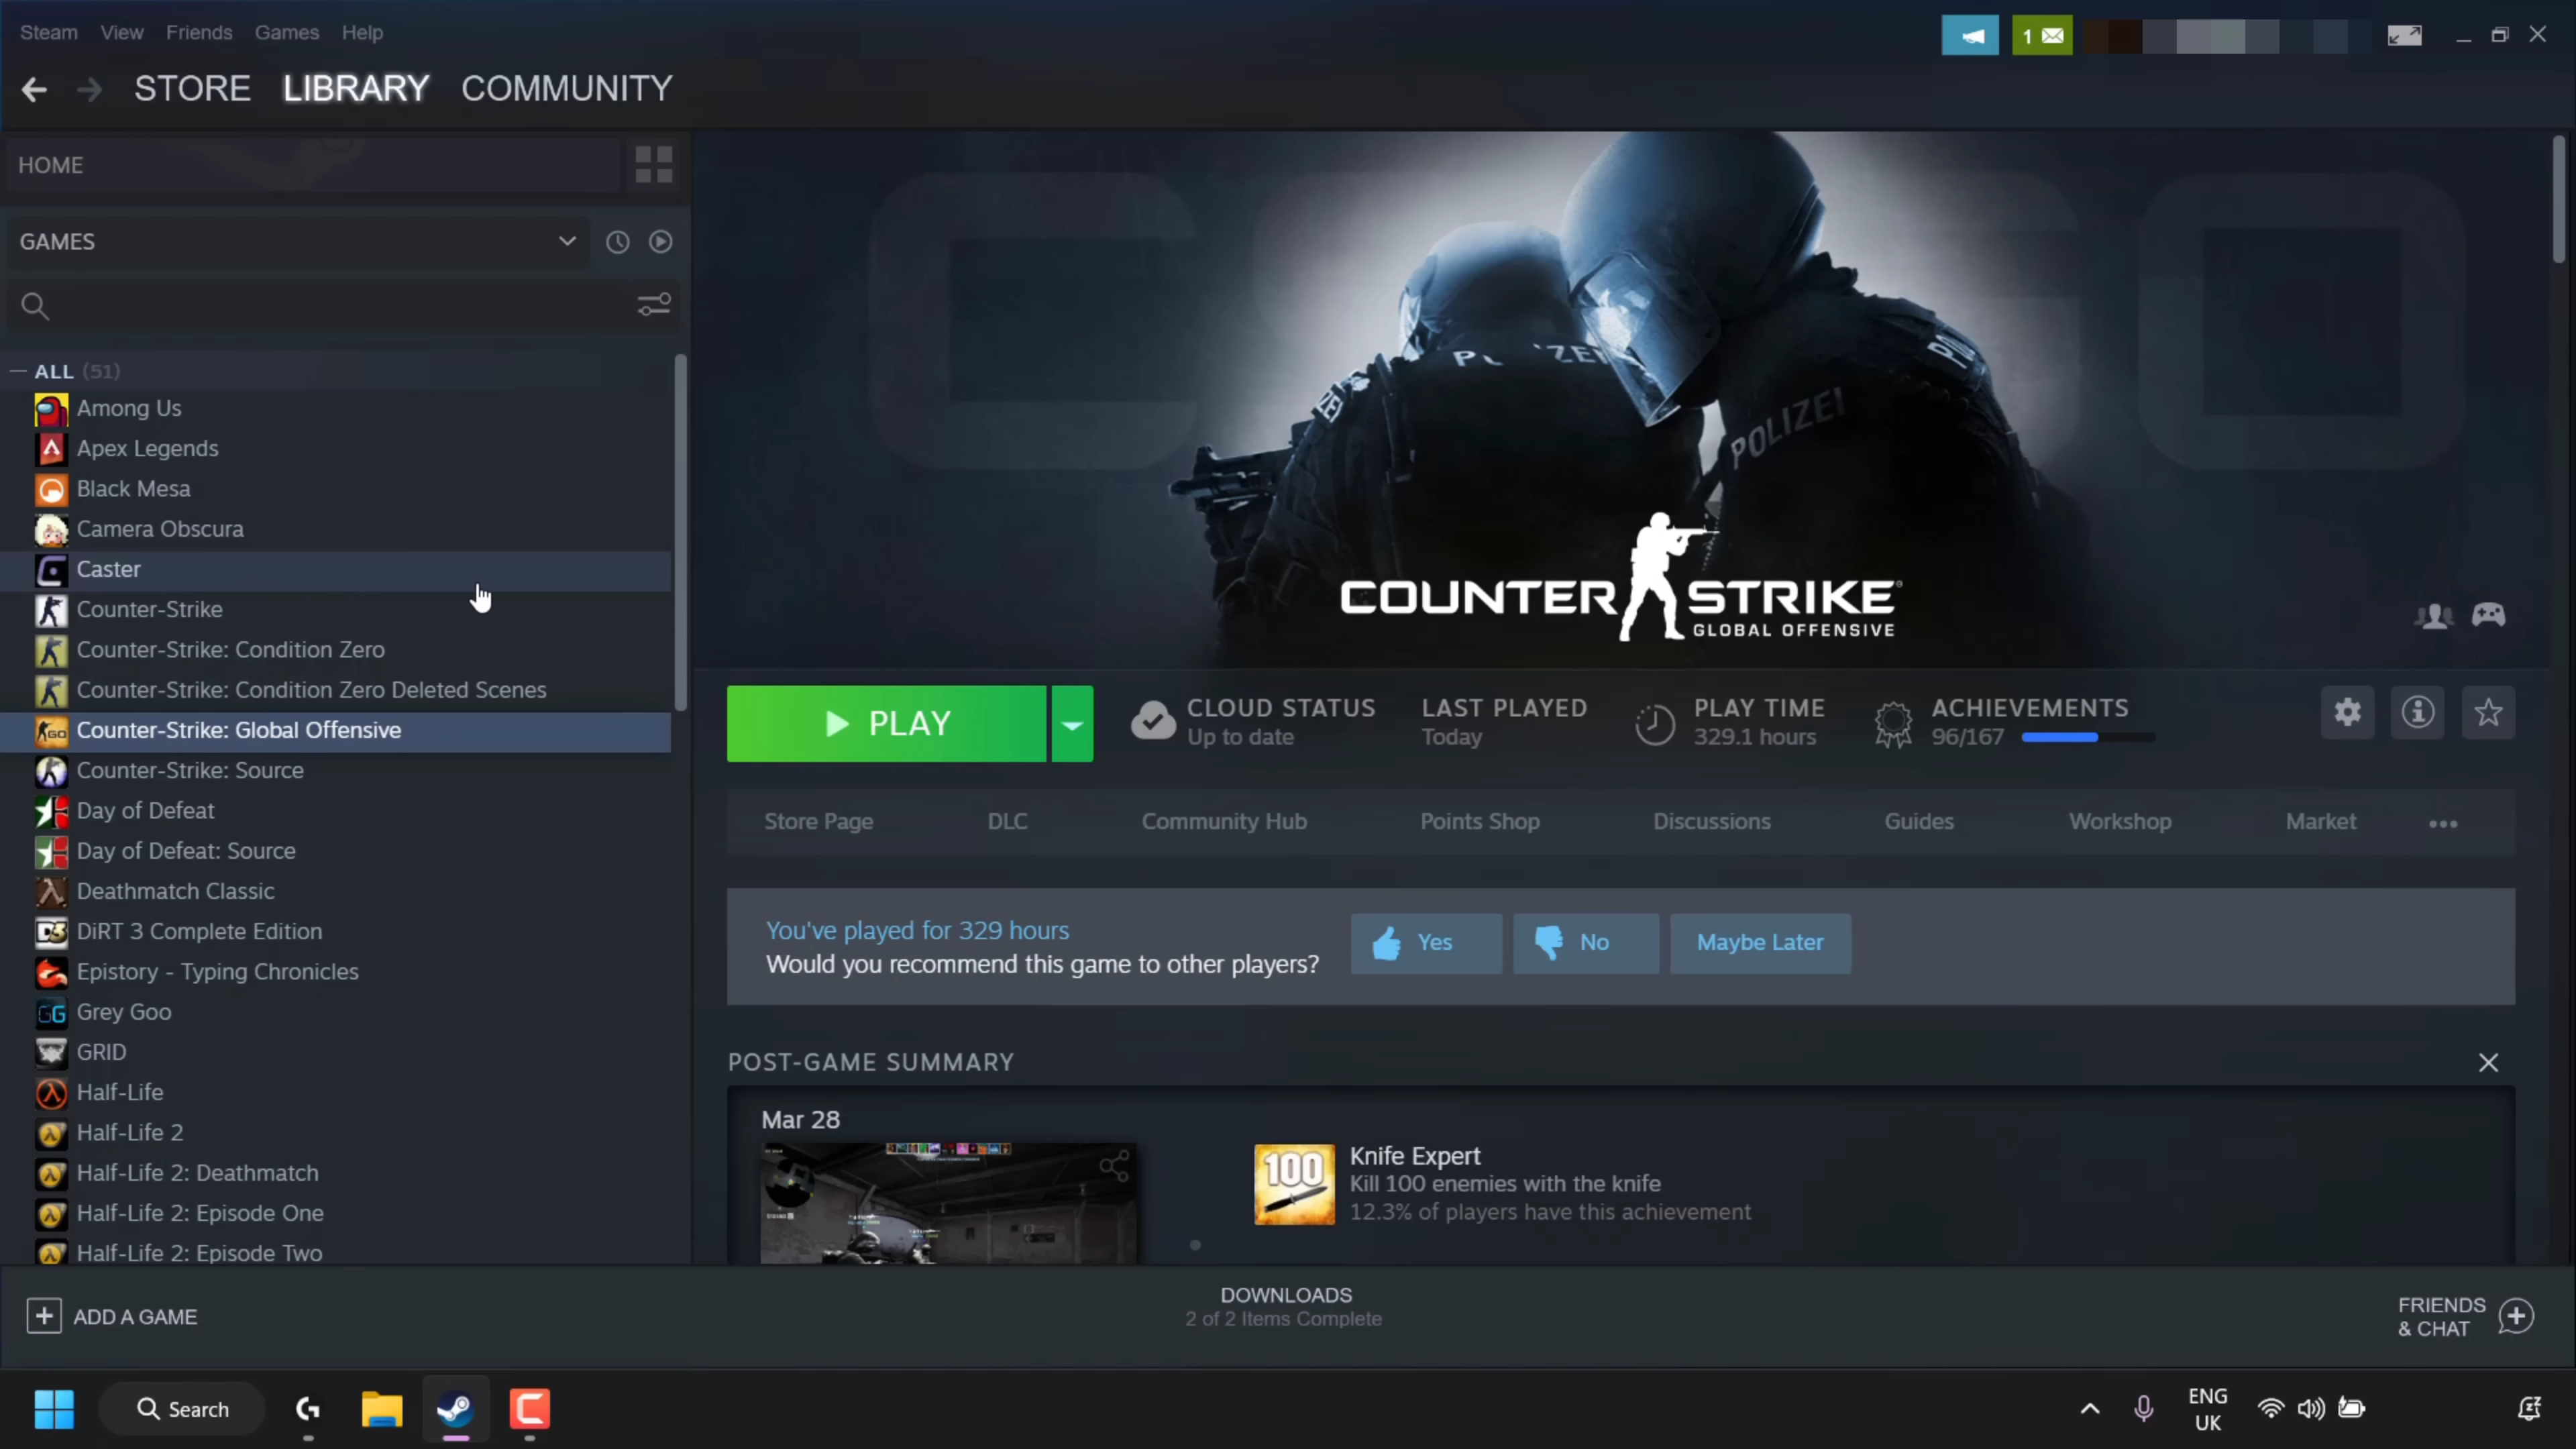 Steam View Friends Games Help
1
STORE LIBRARY COMMUNITY
HOME
GAMES
ALL (51)
Among Us
Apex Legends
Black Mesa
Camera Obscura
Caster
Counter-Strike
Counter-Strike: Condition Zero
Counter-Strike: Condition Zero Deleted Scenes
Counter-Strike: Global Offensive
Counter-Strike: Source
Day of Defeat
Day of Defeat: Source
Deathmatch Classic
DiRT 3 Complete Edition
Epistory - Typing Chronicles
Grey Goo
GRID
Half-Life
Half-Life 2
Half-Life 2: Deathmatch
Half-Life 2: Episode One
Half-Life 2: Episode Two
POLIZEI
COUNTER STRIKE
GLOBAL OFFENSIVE
PLAY
CLOUD STATUS
Up to date
LAST PLAYED
Today
PLAY TIME
329.1 hours
ACHIEVEMENTS
96/167
Store Page DLC Community Hub Points Shop Discussions Guides Workshop Market
You've played for 329 hours
Would you recommend this game to other players?
Yes No Maybe Later
POST-GAME SUMMARY
Mar 28
100
Knife Expert
Kill 100 enemies with the knife
12.3% of players have this achievement
ADD A GAME
DOWNLOADS
2 of 2 Items Complete
FRIENDS
& CHAT
Search
ENG
UK